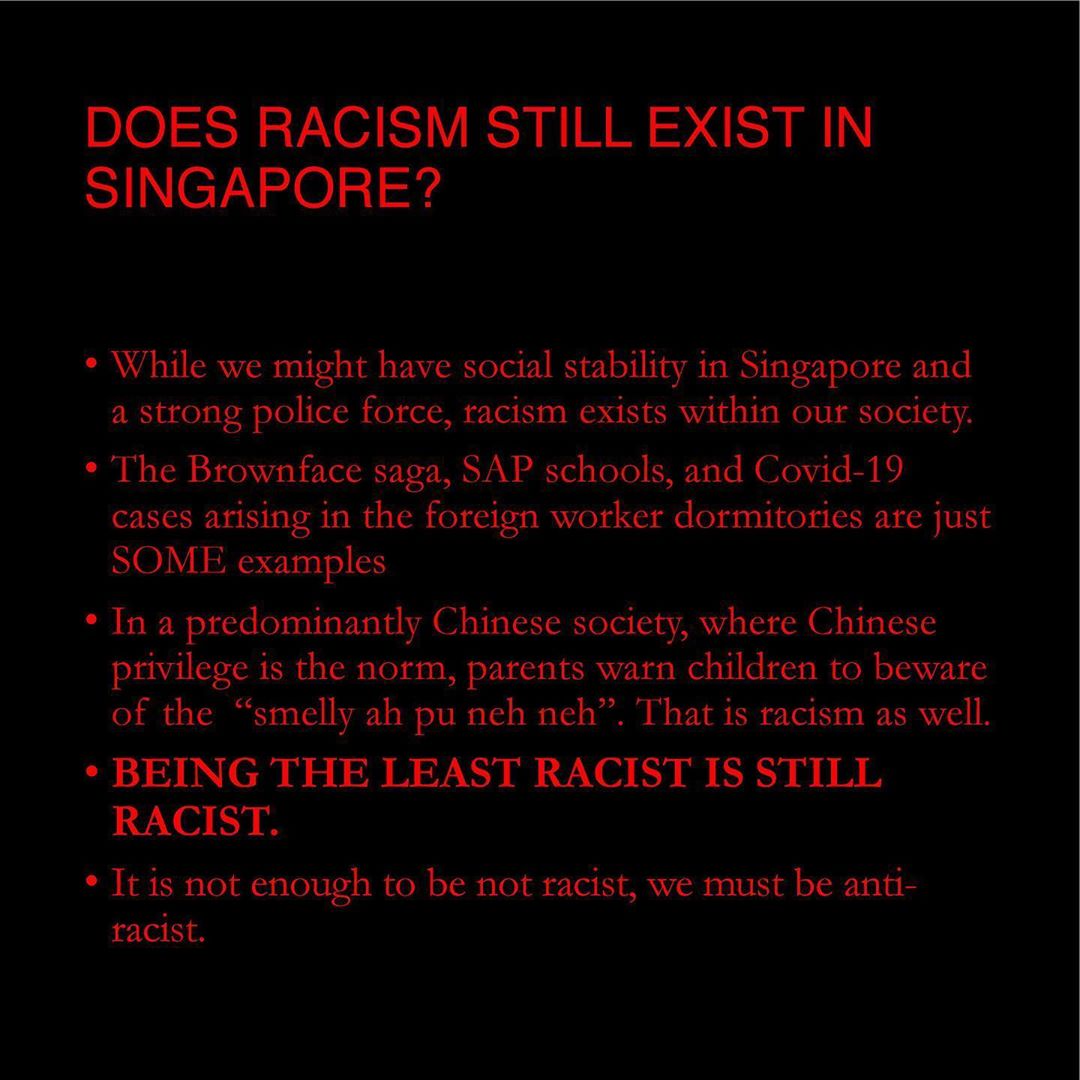 DOES RACISM STILL EXIST IN
SINGAPORE?
• While we might have social stability in Singapore and
a strong police force, racism exists within our society.
• The Brownface saga, SAP schools, and Covid-19
cases arising in the foreign worker dormitories are just
SOME examples
• In a predominantly Chinese society, where Chinese
privilege is the norm, parents warn children to beware
of the “smelly ah pu neh neh”. That is racism as well.
• BEING THE LEAST RACIST IS STILL
RACIST.
• It is not enough to be not racist, we must be anti-
racist.